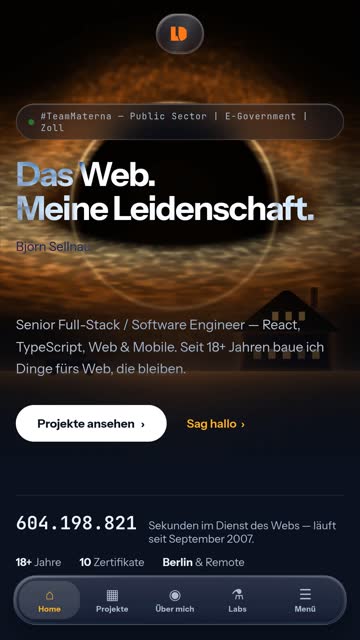 #TeamMaterna — Public Sector | E-Government |
Zoll
Das Web.
Meine Leidenschaft.
Björn Sellnau
Senior Full-Stack / Software Engineer — React,
TypeScript, Web & Mobile. Seit 18+ Jahren baue ich
Dinge fürs Web, die bleiben.
Projekte ansehen ›
Sag hallo ›
604.198.821
Sekunden im Dienst des Webs — läuft
seit September 2007.
18+ Jahre
10 Zertifikate
Berlin & Remote
Home
Projekte
Über mich
Labs
Menü